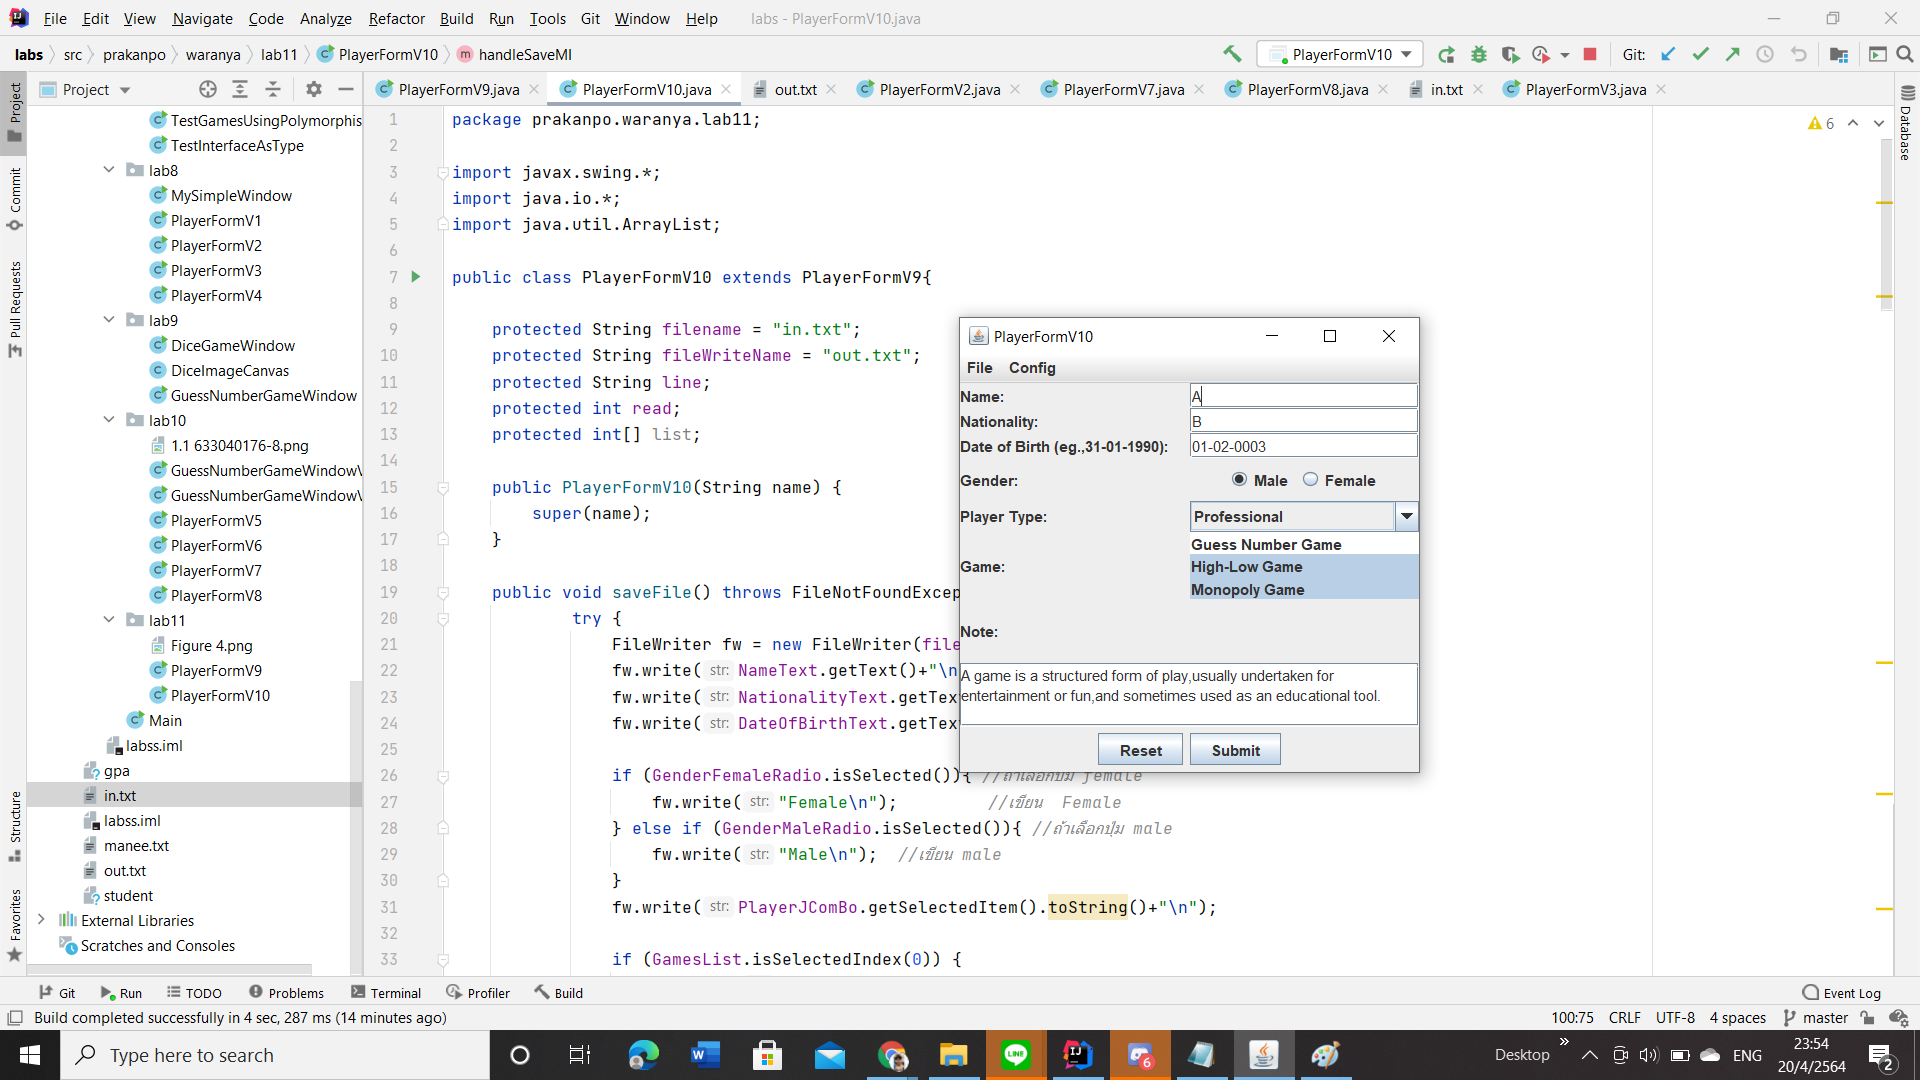 File Edit View Navigate Code Analyze Refactor Build Run Tools Git Window Help labs - PlayerFormV10.java
labs src prakanpo waranya lab11 PlayerFormV10 handleSaveMI PlayerFormV10 Git:
Project
PlayerFormV9.java PlayerFormV10.java out.txt PlayerFormV2.java PlayerFormV7.java PlayerFormV8.java in.txt PlayerFormV3.java
Project
Commit
Pull Requests
Structure
Favorites
Database
TestGamesUsingPolymorphis
TestInterfaceAsType
lab8
MySimpleWindow
PlayerFormV1
PlayerFormV2
PlayerFormV3
PlayerFormV4
lab9
DiceGameWindow
DiceImageCanvas
GuessNumberGameWindow
lab10
1.1 633040176-8.png
GuessNumberGameWindowV
GuessNumberGameWindowV
PlayerFormV5
PlayerFormV6
PlayerFormV7
PlayerFormV8
lab11
Figure 4.png
PlayerFormV9
PlayerFormV10
Main
labss.iml
gpa
in.txt
labss.iml
manee.txt
out.txt
student
External Libraries
Scratches and Consoles
6
1 package prakanpo.waranya.lab11;
2
3 import javax.swing.*;
4 import java.io.*;
5 import java.util.ArrayList;
6
7 public class PlayerFormV10 extends PlayerFormV9{
8
9 protected String filename = "in.txt";
10 protected String fileWriteName = "out.txt";
11 protected String line;
12 protected int read;
13 protected int[] list;
14
15 public PlayerFormV10(String name) {
16 super(name);
17 }
18
19 public void saveFile() throws FileNotFoundExcep
20 try {
21 FileWriter fw = new FileWriter(file
22 fw.write( str: NameText.getText()+"\n
23 fw.write( str: NationalityText.getTex
24 fw.write( str: DateOfBirthText.getTex
25
26 if (GenderFemaleRadio.isSelected()){ //ถ้าเลือกปุ่ม female
27 fw.write( str: "Female\n"); //เขียน Female
28 } else if (GenderMaleRadio.isSelected()){ //ถ้าเลือกปุ่ม male
29 fw.write( str: "Male\n"); //เขียน male
30 }
31 fw.write( str: PlayerJComBo.getSelectedItem().toString()+"\n");
32
33 if (GamesList.isSelectedIndex(0)) {
PlayerFormV10
File Config
Name: A
Nationality: B
Date of Birth (eg.,31-01-1990): 01-02-0003
Gender: Male Female
Player Type: Professional
Guess Number Game
Game: High-Low Game
Monopoly Game
Note:
A game is a structured form of play,usually undertaken for
entertainment or fun,and sometimes used as an educational tool.
Reset Submit
Git Run TODO Problems Terminal Profiler Build Event Log
Build completed successfully in 4 sec, 287 ms (14 minutes ago) 100:75 CRLF UTF-8 4 spaces master
Type here to search
LINE
6
Desktop » ENG
23:54
20/4/2564
2